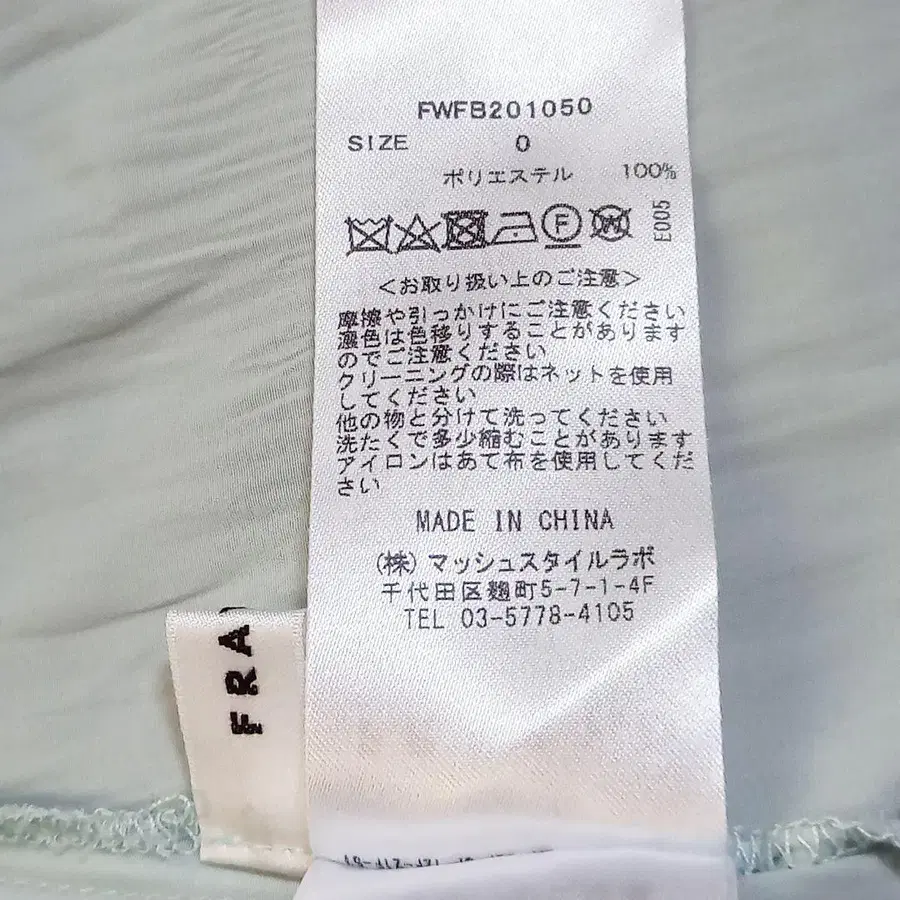 FWFB201050
SIZE 0
ポリエステル 100%
F W
E005
<お取り扱い上のご注意>
摩擦や引っかけにご注意ください
濃色は色移りすることがあります
のでご注意ください
クリーニングの際はネットを使用
してください
他の物と分けて洗ってください
洗たくで多少縮むことがあります
アイロンはあて布を使用してくだ
さい
MADE IN CHINA
(株)マッシュスタイルラボ
千代田区麹町5-7-1-4F
TEL 03-5778-4105
FRA